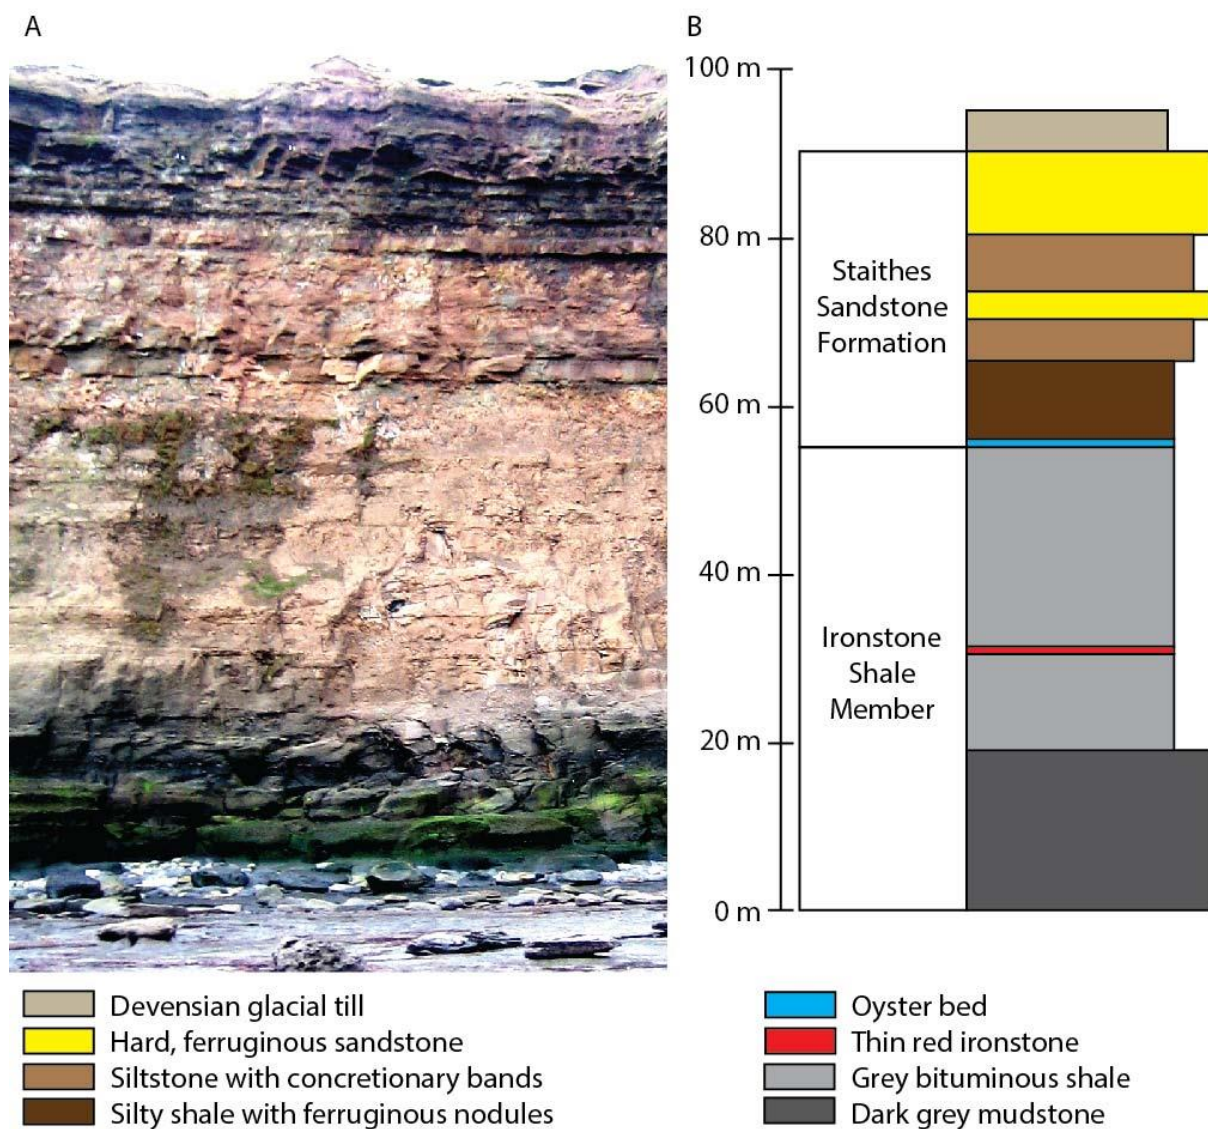 A
B
100 m
80 m
60 m
40 m
20 m
0 m
Staithes
Sandstone
Formation
Ironstone
Shale
Member
Devensian glacial till
Hard, ferruginous sandstone
Siltstone with concretionary bands
Silty shale with ferruginous nodules
Oyster bed
Thin red ironstone
Grey bituminous shale
Dark grey mudstone